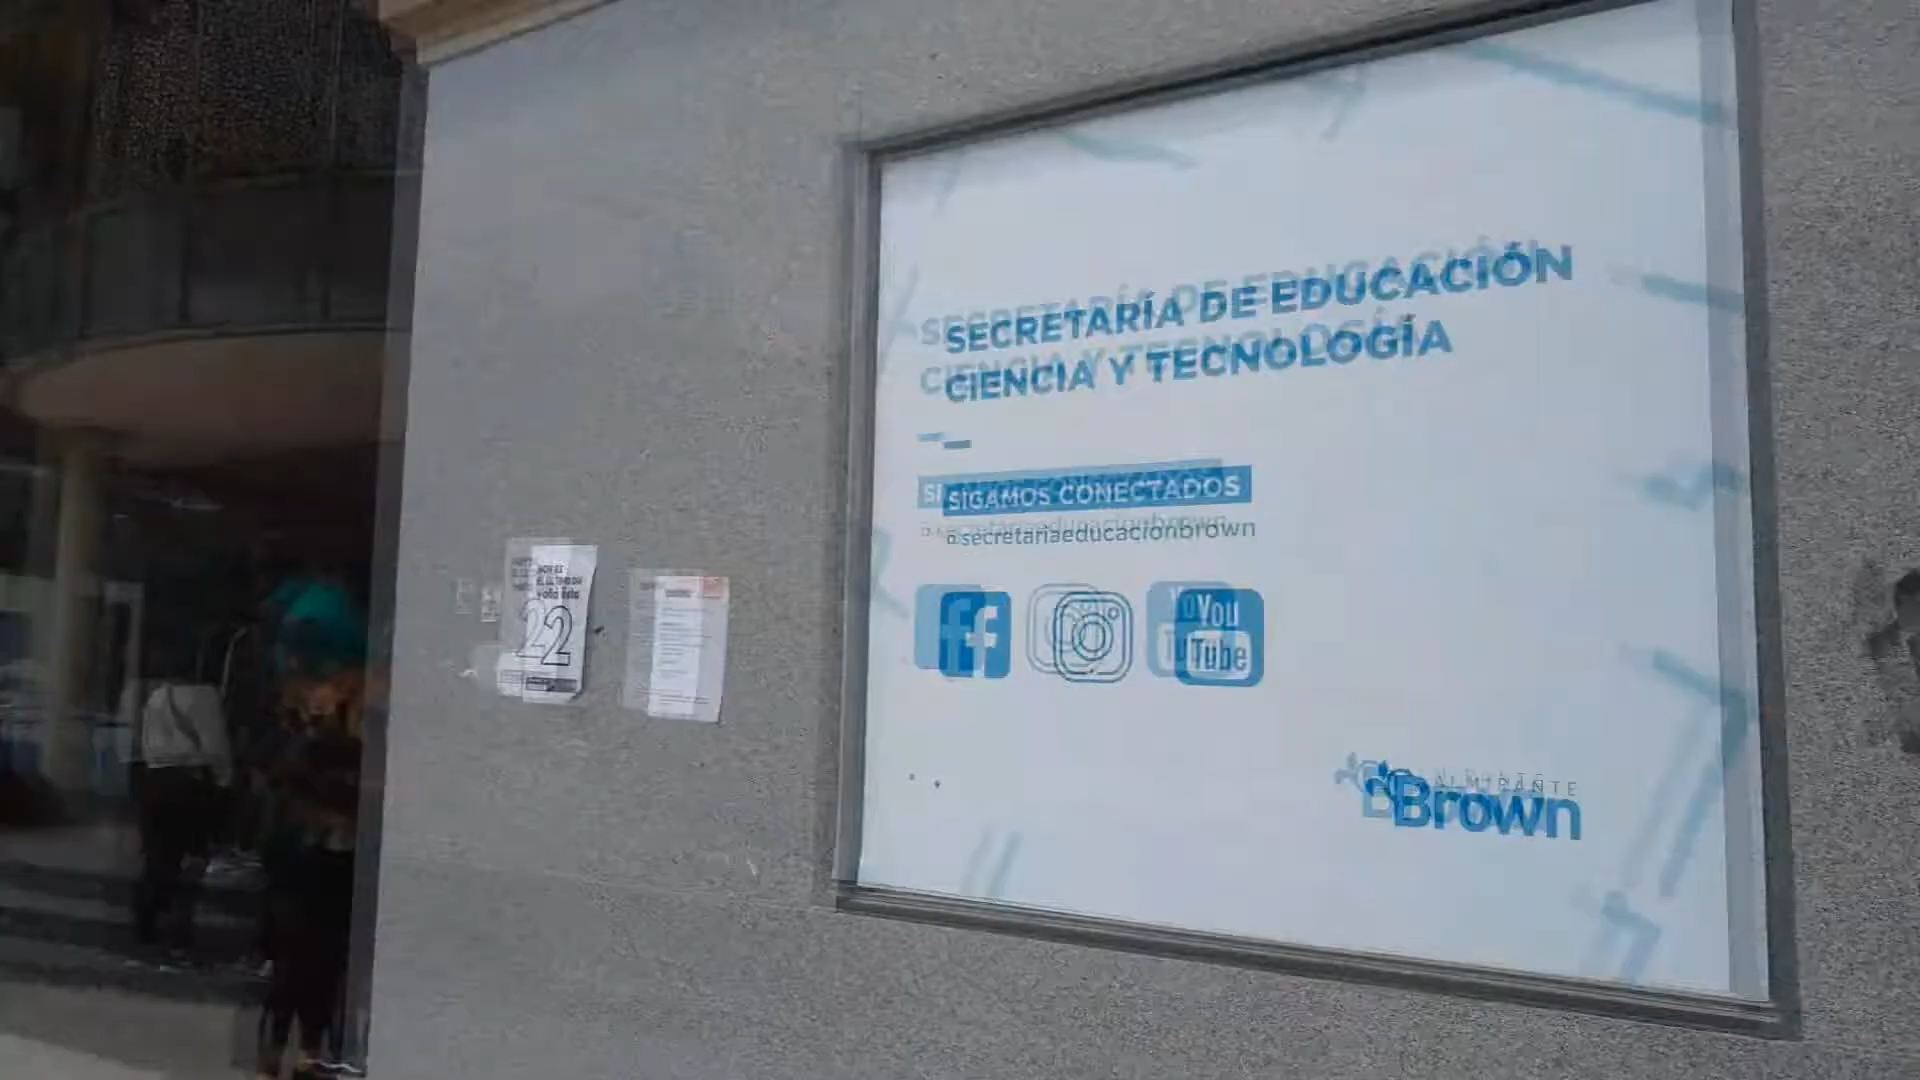 SECRETARÍA DE EDUCACIÓN
CIENCIA Y TECNOLOGÍA
SIGAMOS CONECTADOS
@secretariaeducacionbrown
f
You
Tube
ALMIRANTE
Brown
22